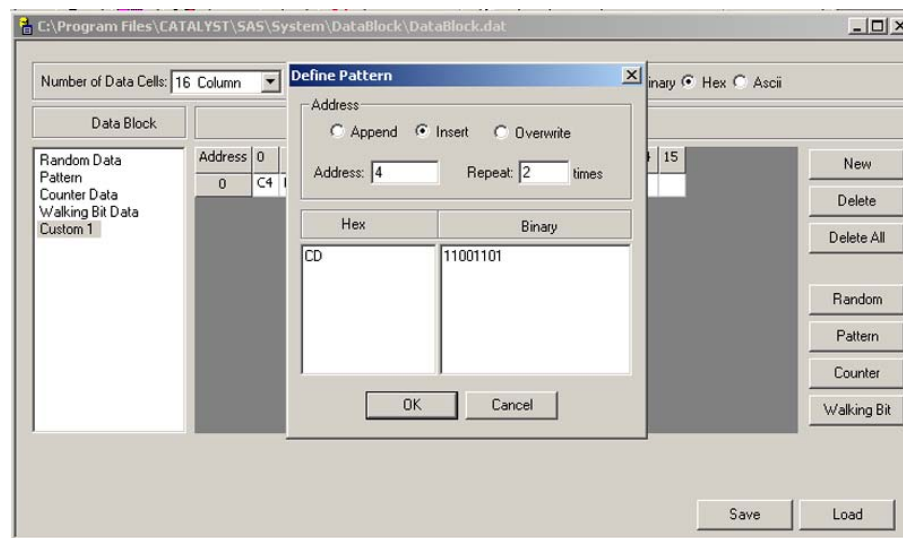 C:\Program Files\CATALYST\SAS\System\DataBlock\DataBlock.dat
Number of Data Cells: 16 Column
Hex Ascii
Define Pattern
Address
Append Insert Overwrite
Address: 4 Repeat: 2 times
Hex Binary
CD 11001101
OK Cancel
Data Block
Random Data
Pattern
Counter Data
Walking Bit Data
Custom 1
Address 0 15
0 C4
New
Delete
Delete All
Random
Pattern
Counter
Walking Bit
Save Load